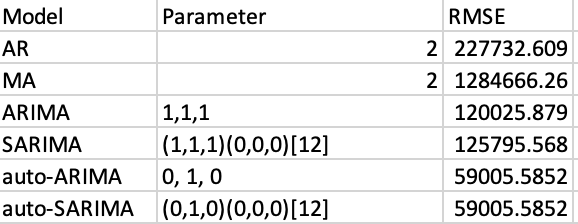 Model Parameter RMSE
AR 2 227732.609
MA 2 1284666.26
ARIMA 1,1,1 120025.879
SARIMA (1,1,1)(0,0,0)[12] 125795.568
auto-ARIMA 0, 1, 0 59005.5852
auto-SARIMA (0,1,0)(0,0,0)[12] 59005.5852